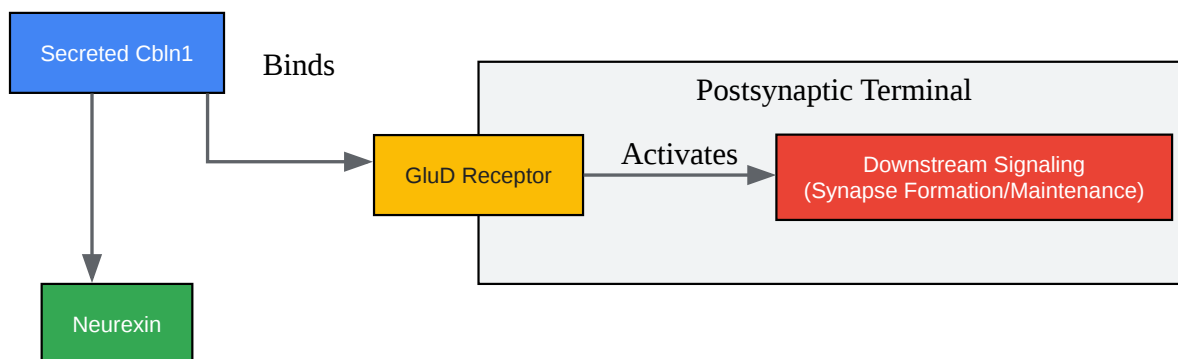 Secreted Cbln1
Binds
Postsynaptic Terminal
GluD Receptor
Activates
Downstream Signaling
(Synapse Formation/Maintenance)
Neurexin